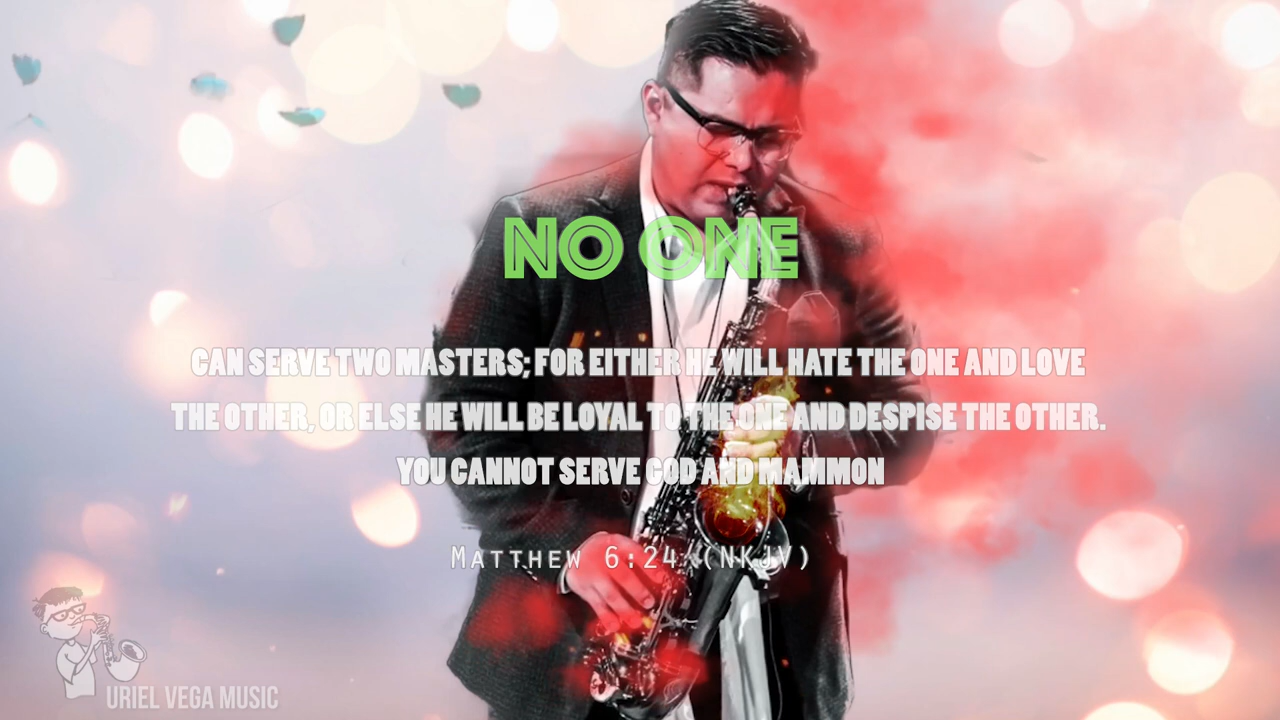 NO ONE
CAN SERVE TWO MASTERS; FOR EITHER HE WILL HATE THE ONE AND LOVE
THE OTHER, OR ELSE HE WILL BE LOYAL TO THE ONE AND DESPISE THE OTHER.
YOU CANNOT SERVE GOD AND MAMMON
MATTHEW 6:24 (NKJV)
URIEL VEGA MUSIC